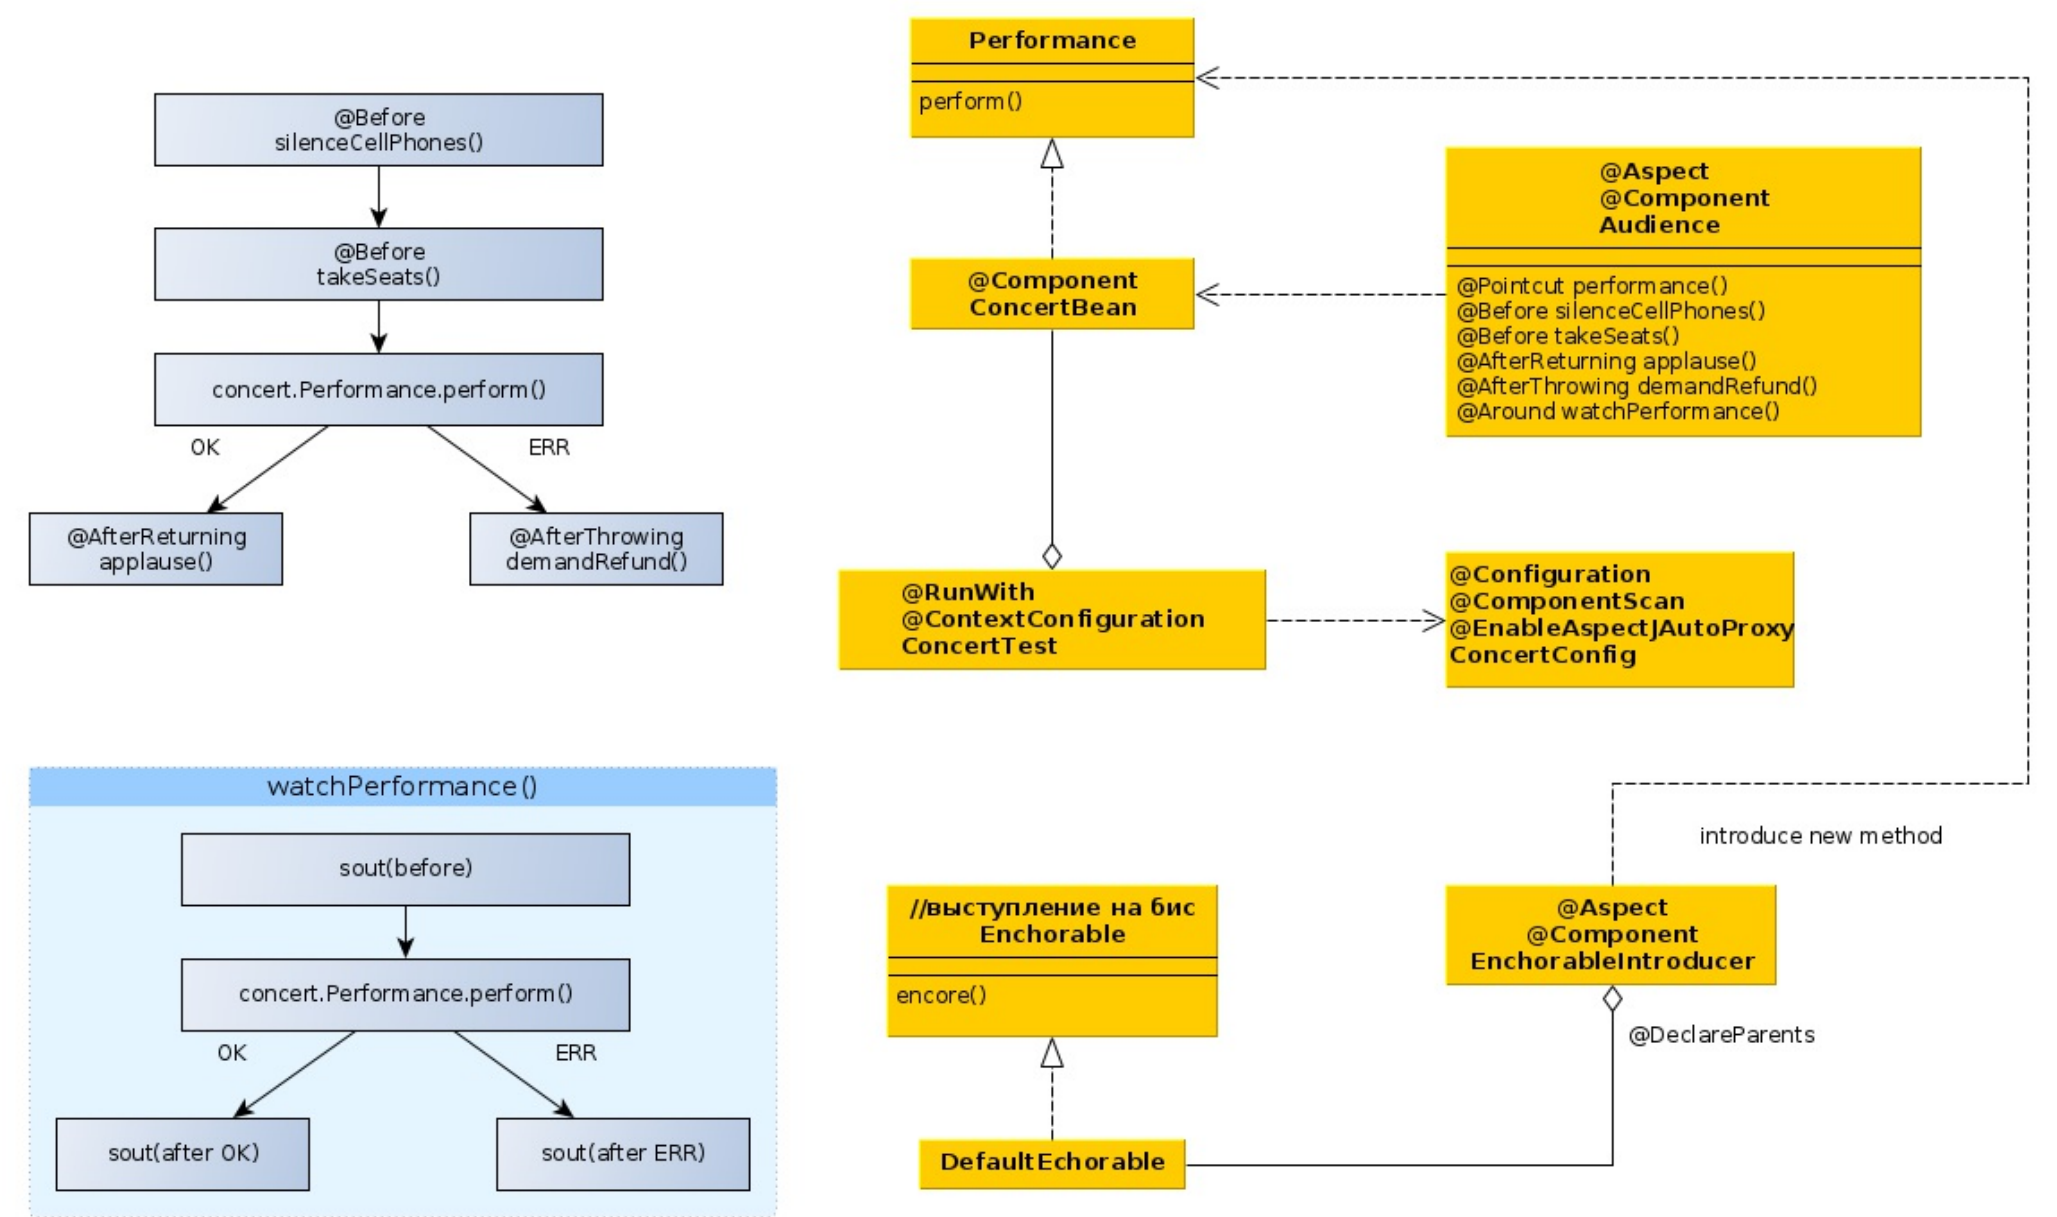 @Before
silenceCellPhones()
@Before
takeSeats()
concert.Performance.perform()
OK
ERR
@AfterReturning
applause()
@AfterThrowing
demandRefund()
watchPerformance()
sout(before)
concert.Performance.perform()
OK
ERR
sout(after OK)
sout(after ERR)
Performance
perform()
@Component
ConcertBean
@Aspect
@Component
Audience
@Pointcut performance()
@Before silenceCellPhones()
@Before takeSeats()
@AfterReturning applause()
@AfterThrowing demandRefund()
@Around watchPerformance()
@RunWith
@ContextConfiguration
ConcertTest
@Configuration
@ComponentScan
@EnableAspectJAutoProxy
ConcertConfig
introduce new method
//выступление на бис
Enchorable
encore()
@Aspect
@Component
EnchorableIntroducer
@DeclareParents
DefaultEchorable